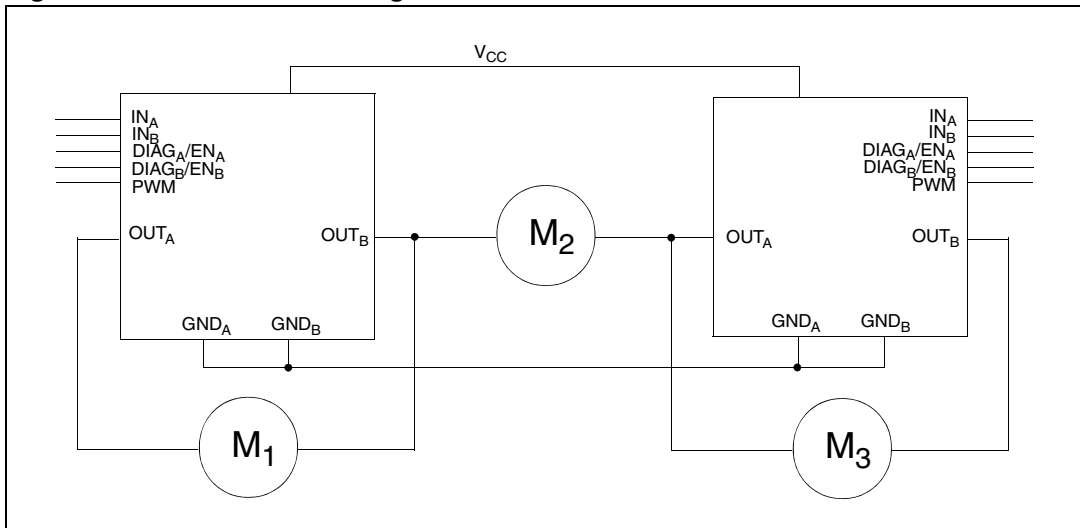 V_CC
IN_A
IN_B
DIAG_A/EN_A
DIAG_B/EN_B
PWM
OUT_A
OUT_B
GND_A GND_B
M_1
M_2
IN_A
IN_B
DIAG_A/EN_A
DIAG_B/EN_B
PWM
OUT_A
OUT_B
GND_A GND_B
M_3